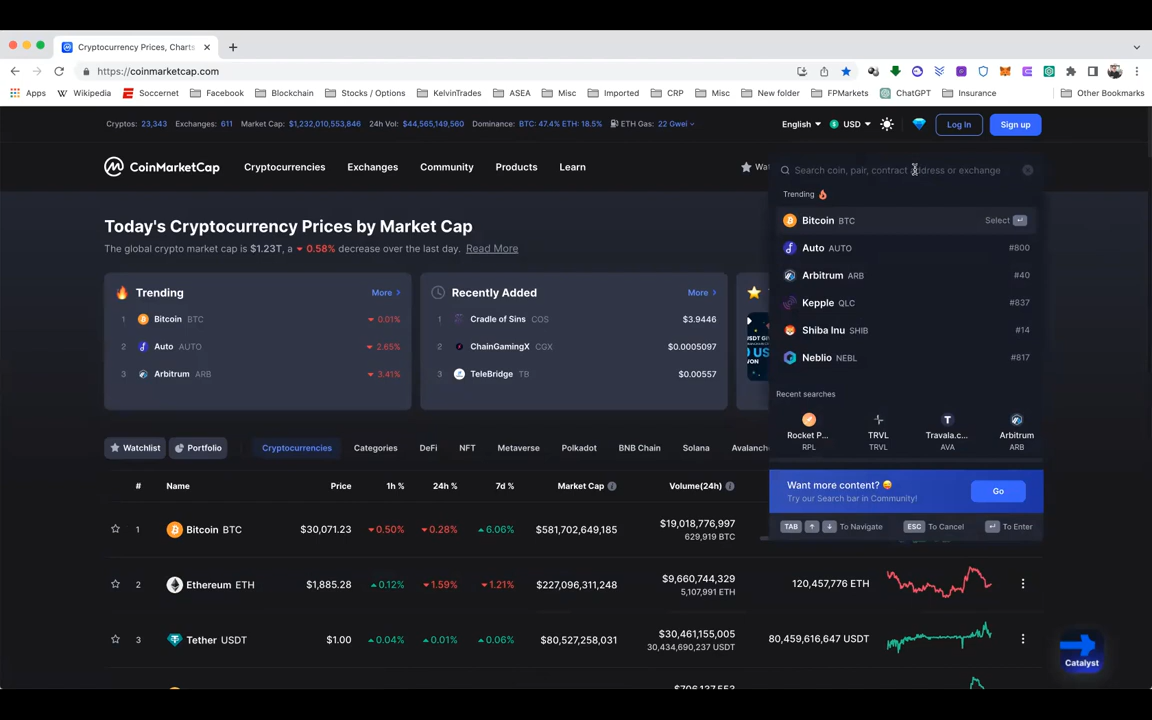 Cryptocurrency Prices, Charts
https://coinmarketcap.com
Apps Wikipedia Soccernet Facebook Blockchain Stocks / Options KelvinTrades ASEA Misc Imported CRP Misc New folder FPMarkets ChatGPT Insurance Other Bookmarks
Cryptos: 23,343 Exchanges: 611 Market Cap: $1,232,010,553,846 24h Vol: $44,565,149,560 Dominance: BTC: 47.4% ETH: 18.5% ETH Gas: 22 Gwei English USD Log In Sign up
CoinMarketCap Cryptocurrencies Exchanges Community Products Learn
Search coin, pair, contract address or exchange
Trending
Bitcoin BTC Select
Auto AUTO #800
Arbitrum ARB #40
Kepple QLC #837
Shiba Inu SHIB #14
Neblio NEBL #817
Recent searches
Rocket P... TRVL Travala.c... Arbitrum
RPL TRVL AVA ARB
Want more content?
Try our Search bar in Community!
Go
TAB To Navigate ESC To Cancel To Enter
Today's Cryptocurrency Prices by Market Cap
The global crypto market cap is $1.23T, a 0.58% decrease over the last day. Read More
Trending More
1 Bitcoin BTC 0.01%
2 Auto AUTO 2.65%
3 Arbitrum ARB 3.41%
Recently Added More
1 Cradle of Sins COS $3.9446
2 ChainGamingX CGX $0.0005097
3 TeleBridge TB $0.00557
Watchlist Portfolio Cryptocurrencies Categories DeFi NFT Metaverse Polkadot BNB Chain Solana Avalanch
# Name Price 1h % 24h % 7d % Market Cap Volume(24h)
1 Bitcoin BTC $30,071.23 0.50% 0.28% 6.06% $581,702,649,185 $19,018,776,997
629,919 BTC
2 Ethereum ETH $1,885.28 0.12% 1.59% 1.21% $227,096,311,248 $9,660,744,329 120,457,776 ETH
5,107,991 ETH
3 Tether USDT $1.00 0.04% 0.01% 0.06% $80,527,258,031 $30,461,155,005 80,459,616,647 USDT
30,434,690,237 USDT
Catalyst